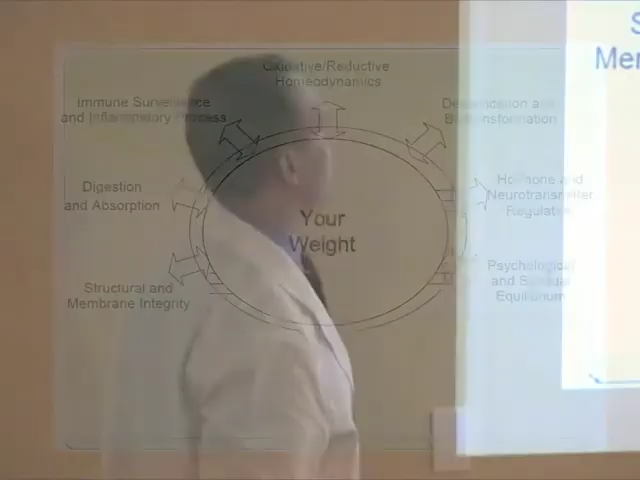 Oxidative/Reductive
Homeodynamics
Immune Surveillance
and Inflammatory Process
Detoxification and
Biotransformation
Digestion
and Absorption
Hormone and
Neurotransmitter
Regulation
Your
Weight
Structural and
Membrane Integrity
Psychological
and Spiritual
Equilibrium
S
Mem